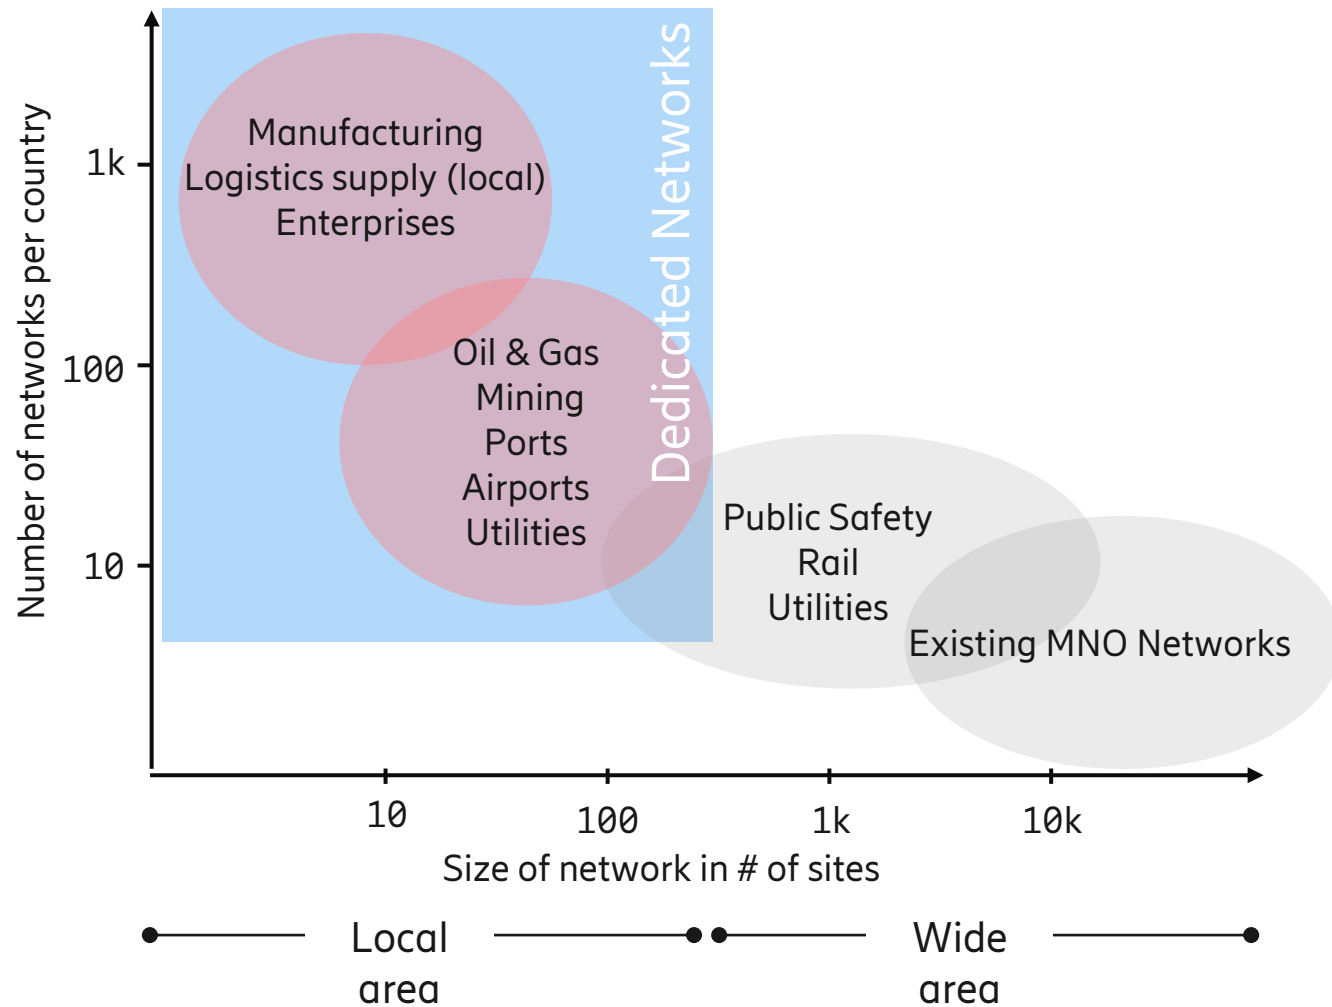 Number of networks per country
1k
100
10
Manufacturing
Logistics supply (local)
Enterprises
Dedicated Networks
Oil & Gas
Mining
Ports
Airports
Utilities
Public Safety
Rail
Utilities
Existing MNO Networks
10
100
1k
10k
Size of network in # of sites
Local
area
Wide
area